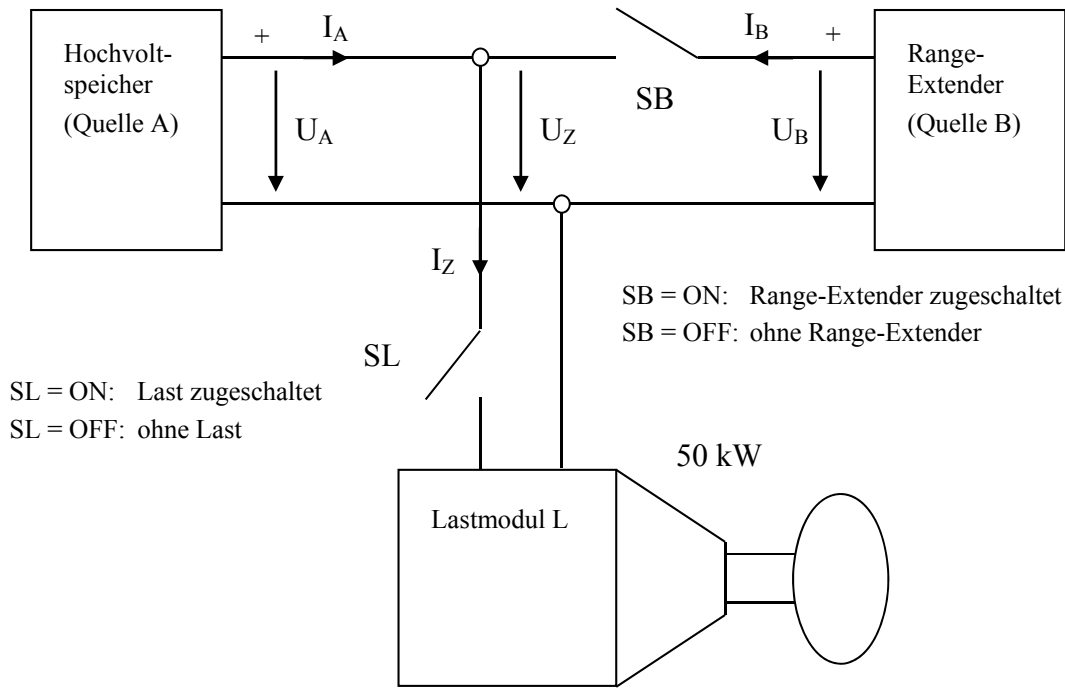 Hochvolt-
speicher
(Quelle A)
+
I_A
U_A
U_Z
SB
I_B
+
U_B
Range-
Extender
(Quelle B)
I_Z
SL
SB = ON: Range-Extender zugeschaltet
SB = OFF: ohne Range-Extender
SL = ON: Last zugeschaltet
SL = OFF: ohne Last
50 kW
Lastmodul L